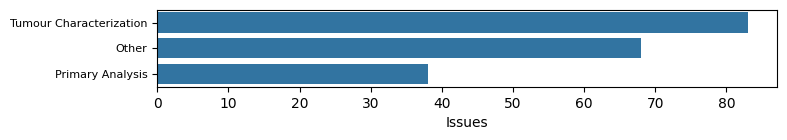 Tumour Characterization
Other
Primary Analysis
0 10 20 30 40 50 60 70 80
Issues